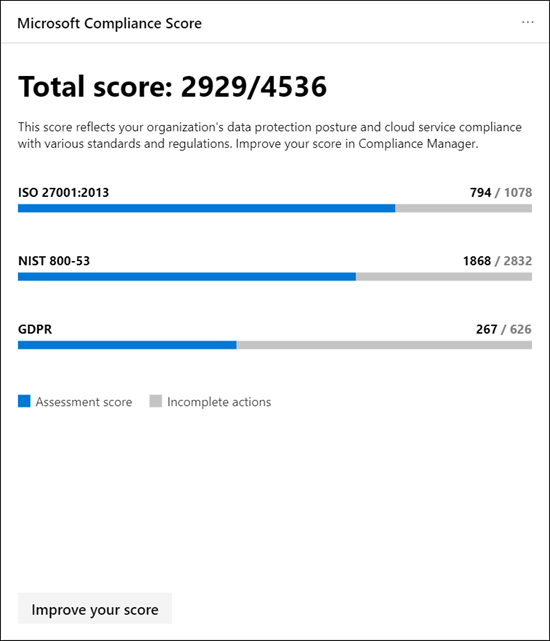 Microsoft Compliance Score
...
Total score: 2929/4536
This score reflects your organization's data protection posture and cloud service compliance
with various standards and regulations. Improve your score in Compliance Manager.
ISO 27001:2013 794 / 1078
NIST 800-53 1868 / 2832
GDPR 267 / 626
Assessment score Incomplete actions
Improve your score